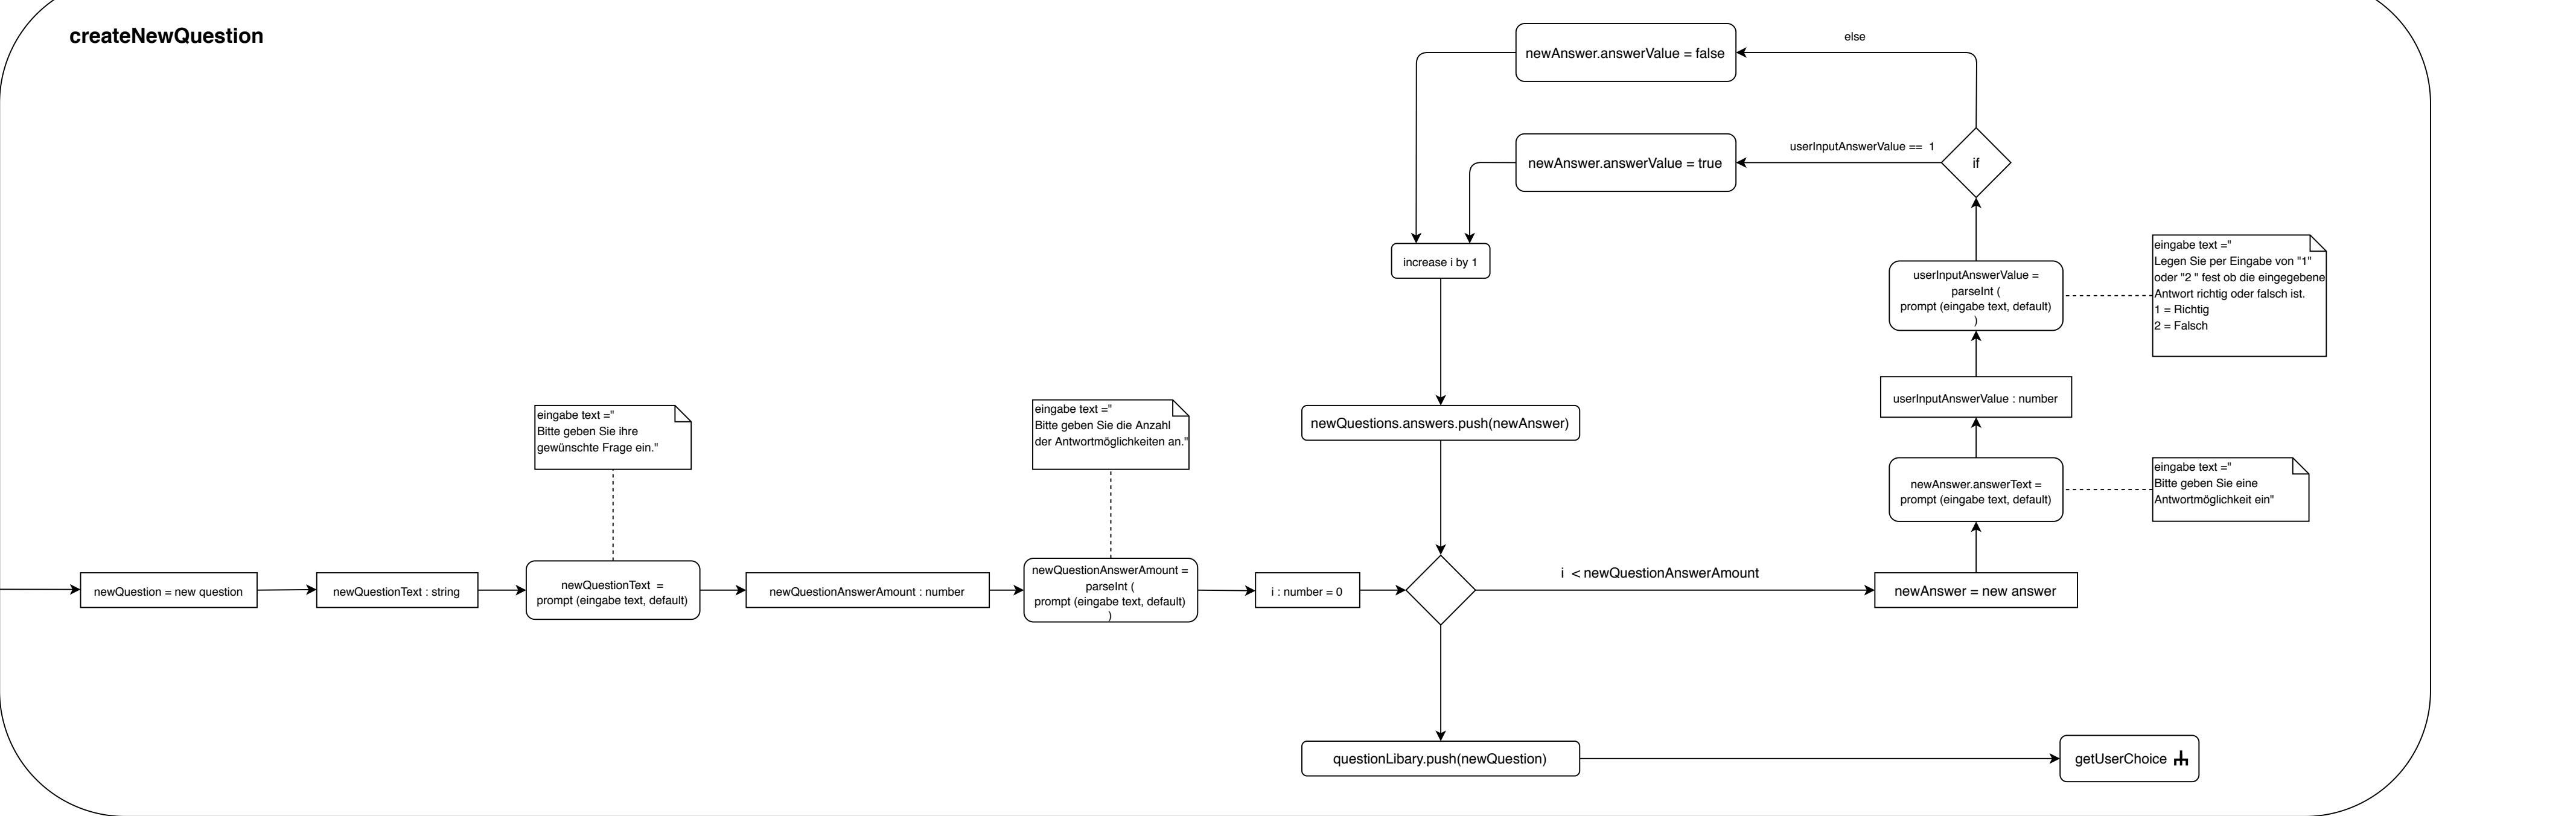 createNewQuestion
newQuestion = new question
newQuestionText : string
eingabe text ="
Bitte geben Sie ihre
gewünschte Frage ein."
newQuestionText =
prompt (eingabe text, default)
newQuestionAnswerAmount : number
eingabe text ="
Bitte geben Sie die Anzahl
der Antwortmöglichkeiten an."
newQuestionAnswerAmount =
parseInt (
prompt (eingabe text, default)
)
i : number = 0
i < newQuestionAnswerAmount
newAnswer = new answer
newAnswer.answerText =
prompt (eingabe text, default)
eingabe text ="
Bitte geben Sie eine
Antwortmöglichkeit ein"
userInputAnswerValue : number
userInputAnswerValue =
parseInt (
prompt (eingabe text, default)
)
eingabe text ="
Legen Sie per Eingabe von "1"
oder "2 " fest ob die eingegebene
Antwort richtig oder falsch ist.
1 = Richtig
2 = Falsch
if
userInputAnswerValue == 1
else
newAnswer.answerValue = true
newAnswer.answerValue = false
increase i by 1
newQuestions.answers.push(newAnswer)
questionLibary.push(newQuestion)
getUserChoice